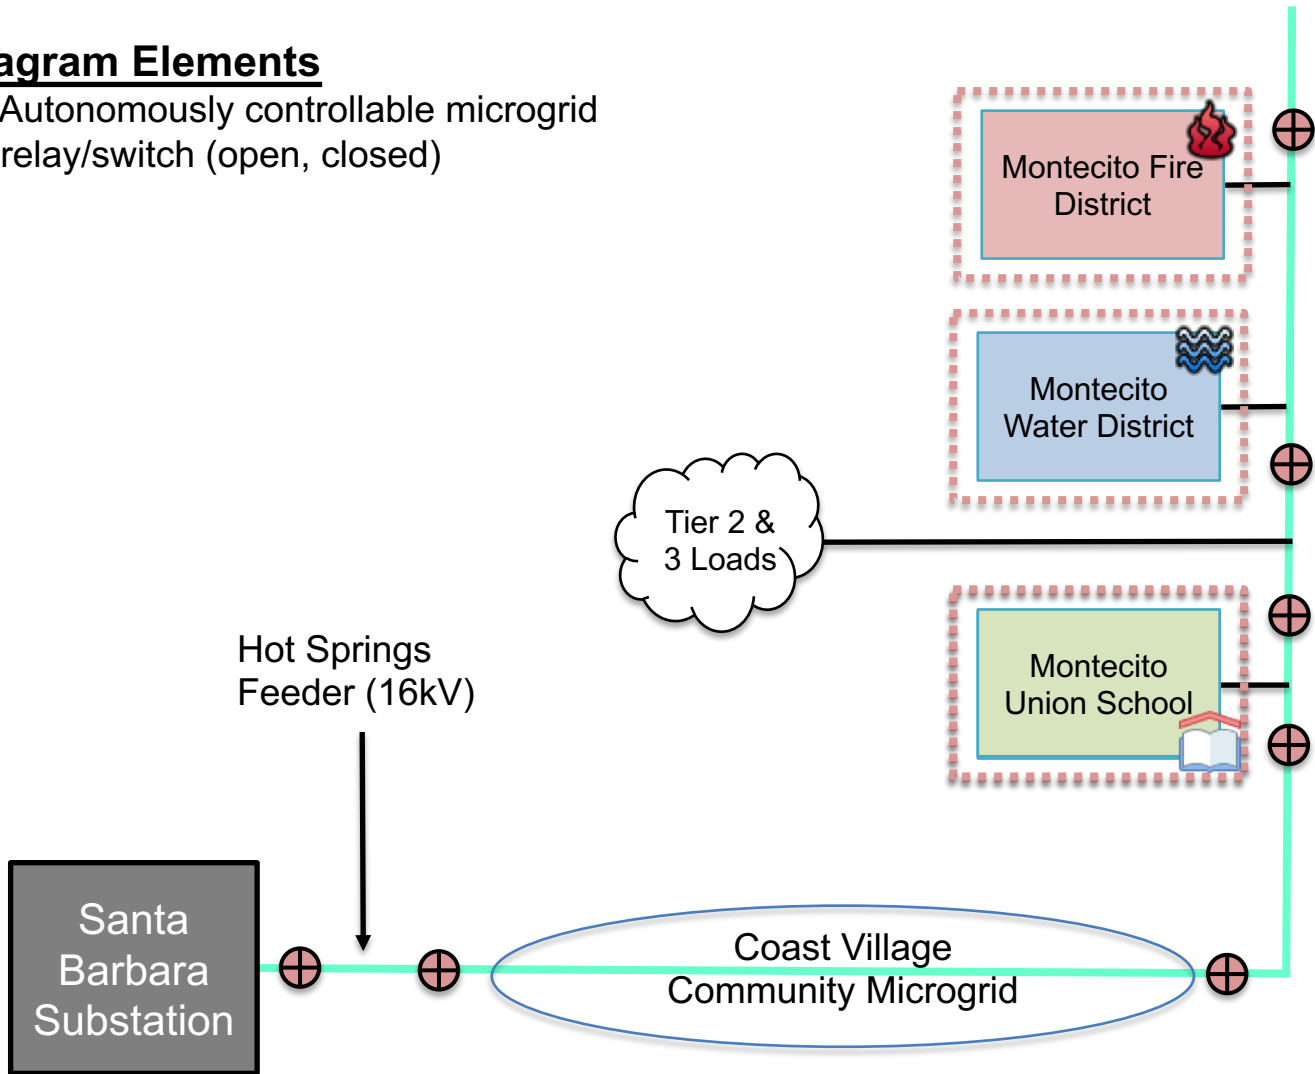 agram Elements
Autonomously controllable microgrid
relay/switch (open, closed)
Montecito Fire
District
Montecito
Water District
Tier 2 &
3 Loads
Montecito
Union School
Hot Springs
Feeder (16kV)
Santa
Barbara
Substation
Coast Village
Community Microgrid